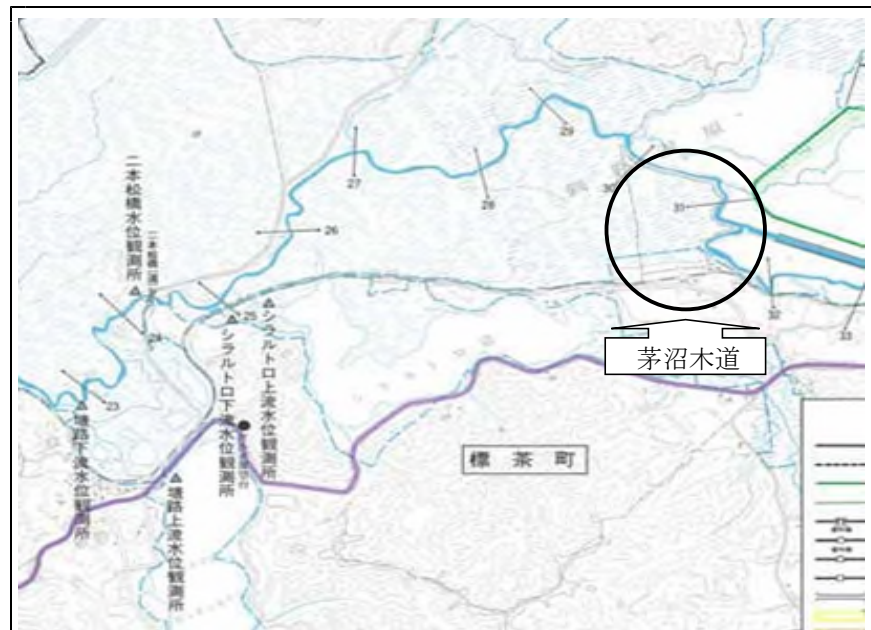 二本松橋水位観測所
シラルトロ上流水位観測所
シラルトロ下流水位観測所
塘路下流水位観測所
塘路上流水位観測所
23
24
25
26
27
28
29
30
31
32
33
茅沼木道
標茶町